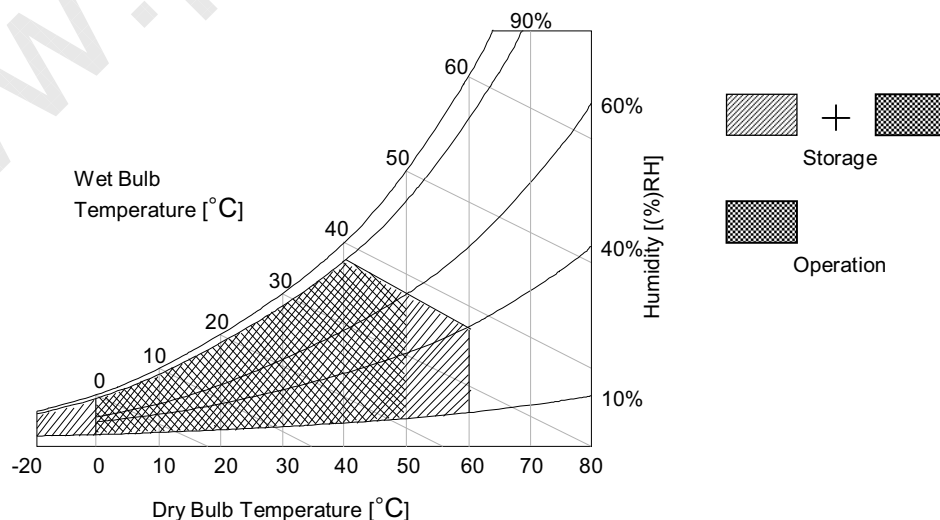 90%
60
60%
50
Storage
Wet Bulb
Temperature [°C]
Humidity [(%)RH]
40
40%
30
Operation
20
10
0
10%
-20 0 10 20 30 40 50 60 80
Dry Bulb Temperature [°C]